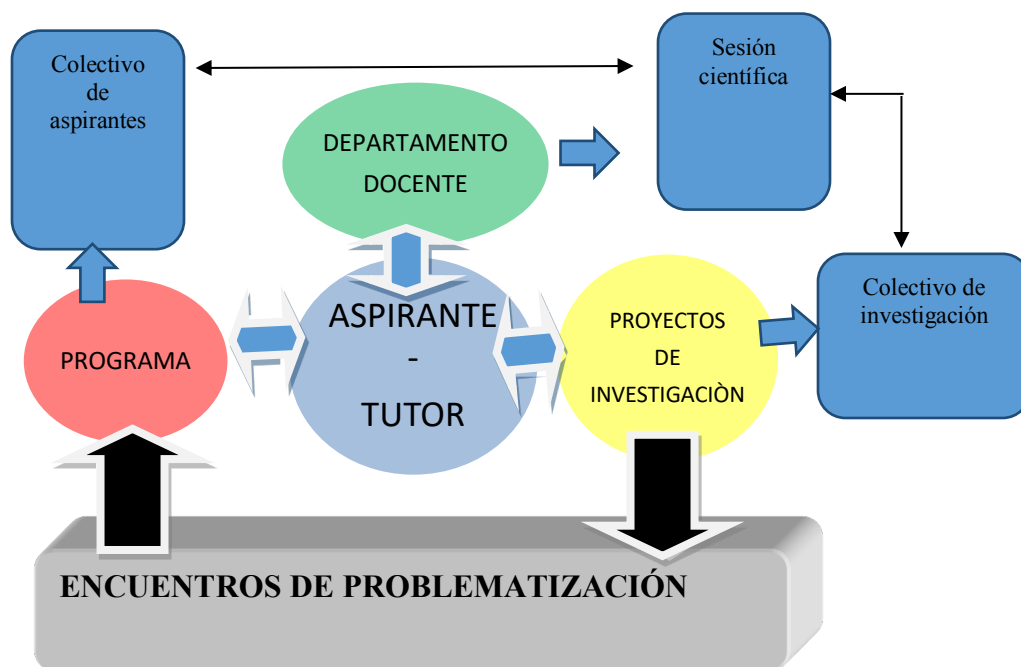 Colectivo
de
aspirantes
Sesión
científica
DEPARTAMENTO
DOCENTE
Colectivo de
investigación
PROGRAMA
ASPIRANTE
-
TUTOR
PROYECTOS
DE
INVESTIGACIÒN
ENCUENTROS DE PROBLEMATIZACIÓN